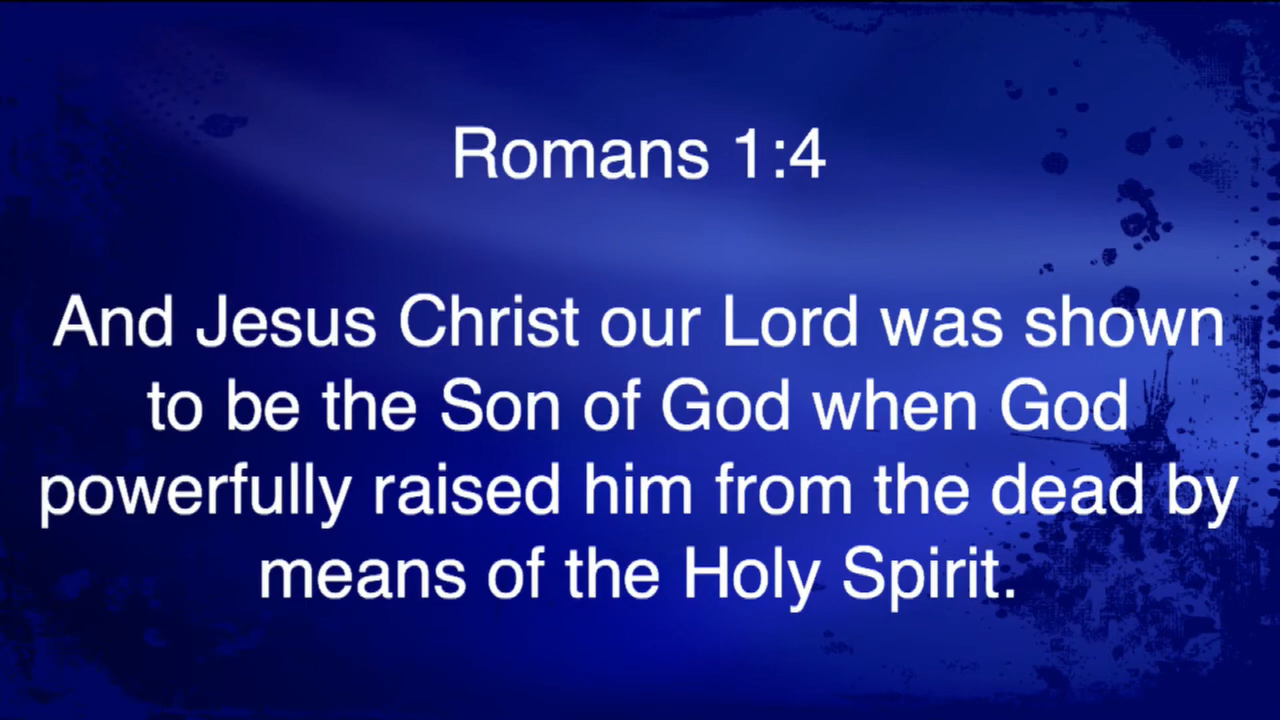 Romans 1:4
And Jesus Christ our Lord was shown
to be the Son of God when God
powerfully raised him from the dead by
means of the Holy Spirit.